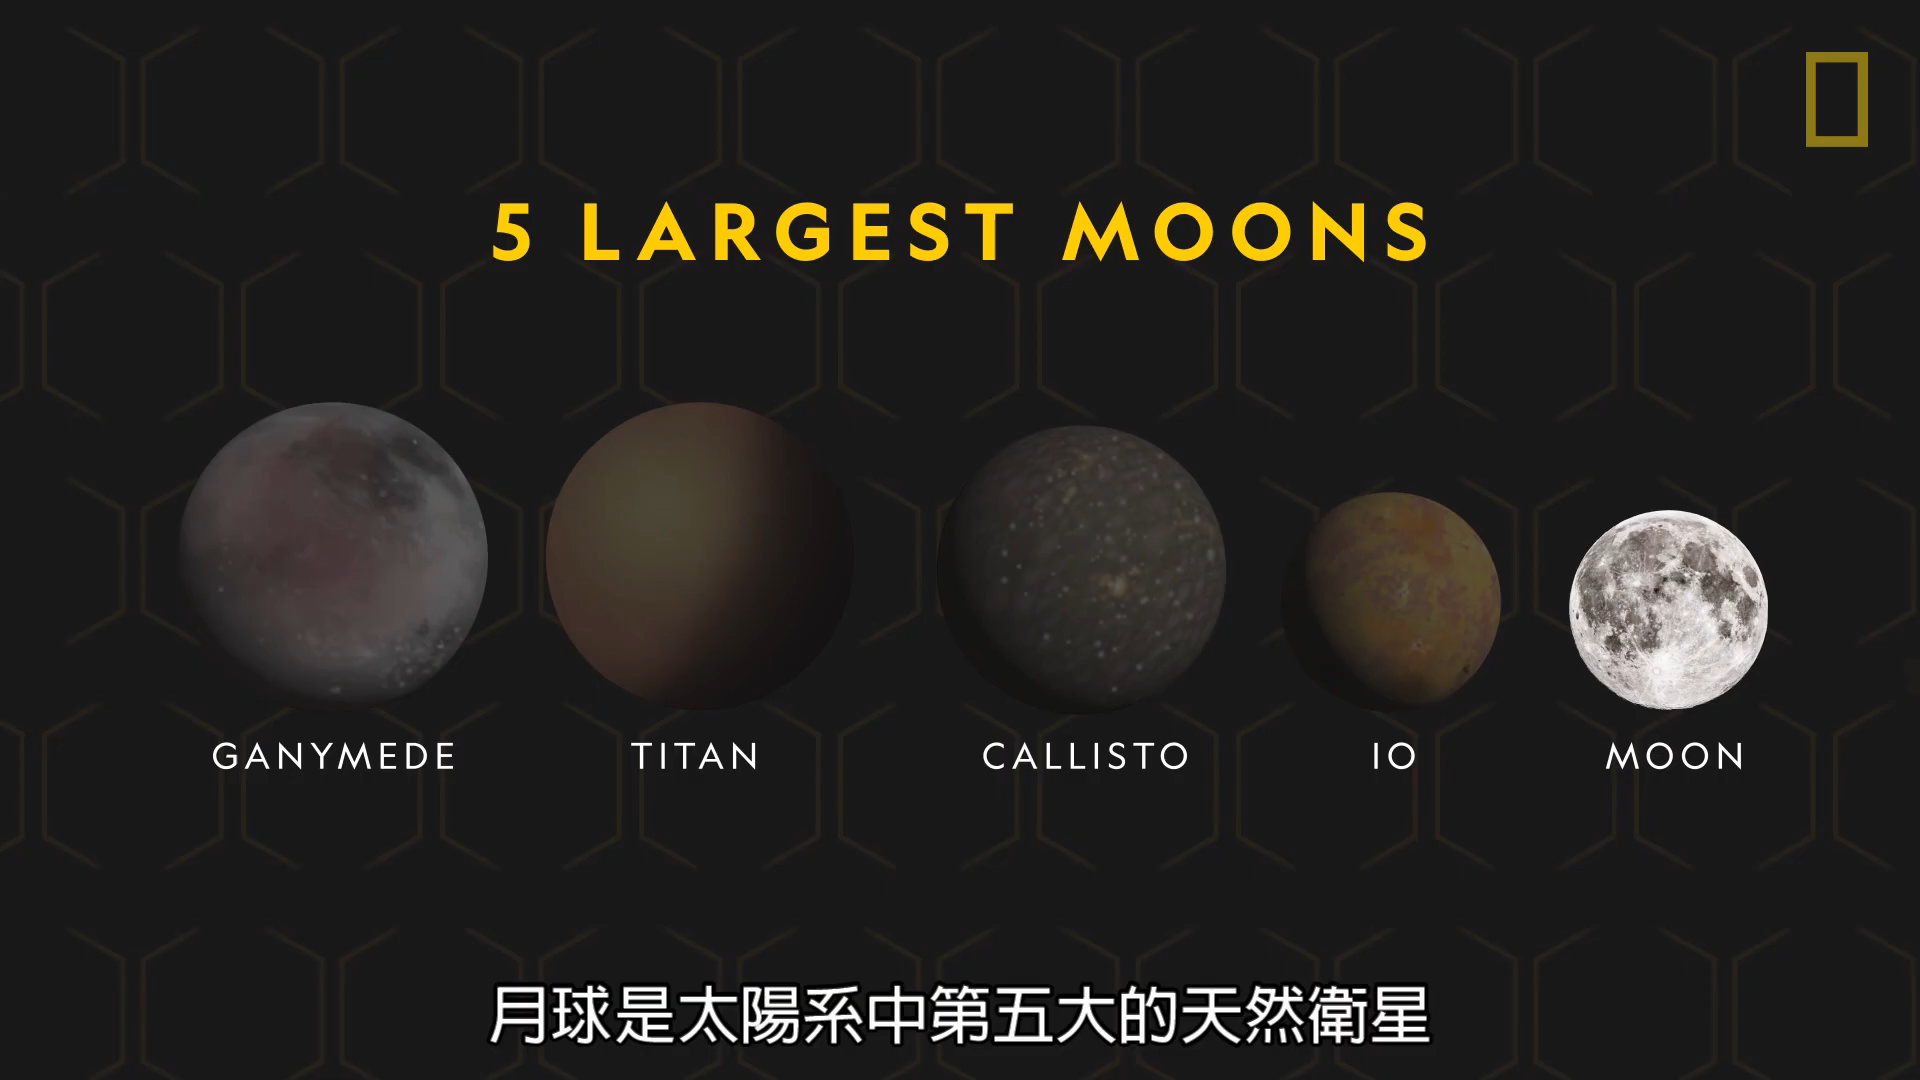 5 LARGEST MOONS
GANYMEDE
TITAN
CALLISTO
IO
MOON
月球是太陽系中第五大的天然衛星